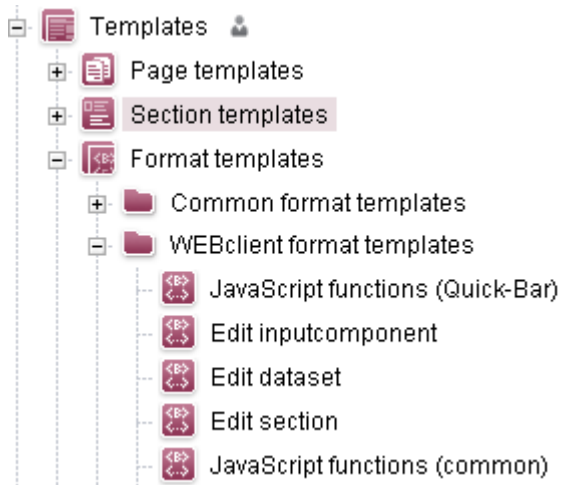 Templates
Page templates
Section templates
Format templates
Common format templates
WEBclient format templates
JavaScript functions (Quick-Bar)
Edit inputcomponent
Edit dataset
Edit section
JavaScript functions (common)